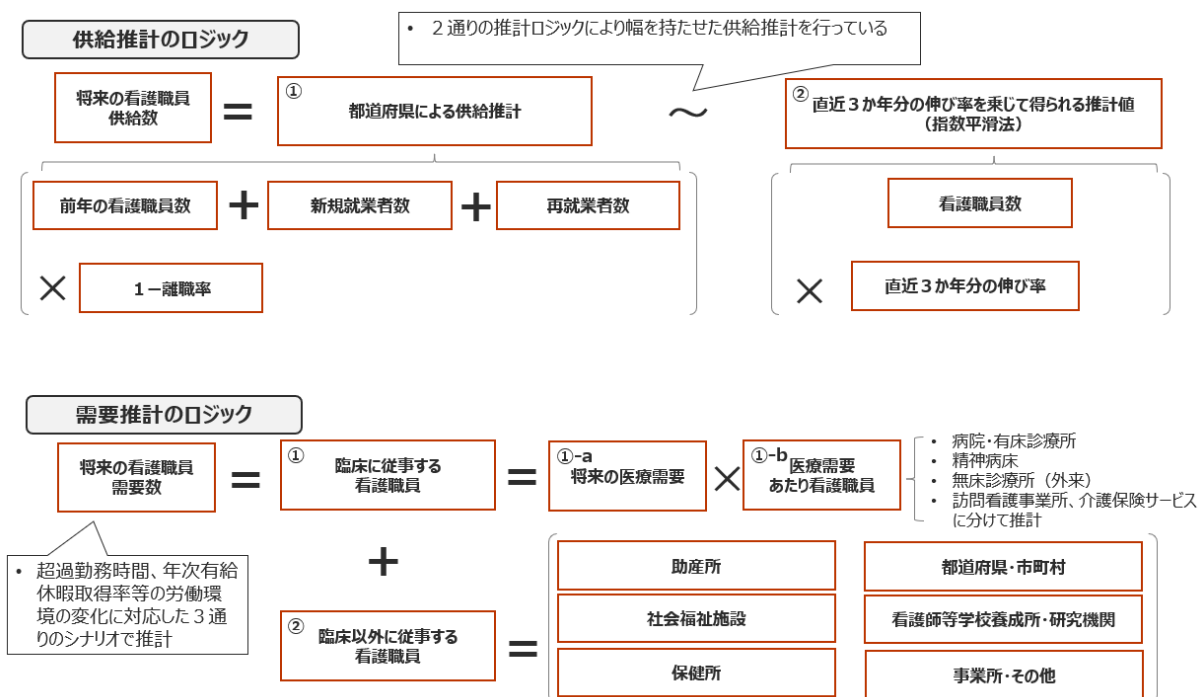 供給推計のロジック
• ２通りの推計ロジックにより幅を持たせた供給推計を行っている
将来の看護職員
供給数
＝
①
都道府県による供給推計
～
②
直近３か年分の伸び率を乗じて得られる推計値
（指数平滑法）
前年の看護職員数
＋
新規就業者数
＋
再就業者数
×
１－離職率
看護職員数
×
直近３か年分の伸び率
需要推計のロジック
将来の看護職員
需要数
＝
①
臨床に従事する
看護職員
＝
①-a
将来の医療需要
×
①-b
医療需要
あたり看護職員
• 病院・有床診療所
• 精神病床
• 無床診療所（外来）
• 訪問看護事業所、介護保険サービス
に分けて推計
• 超過勤務時間、年次有給
休暇取得率等の労働環
境の変化に対応した３通
りのシナリオで推計
＋
②
臨床以外に従事する
看護職員
＝
助産所
都道府県・市町村
社会福祉施設
看護師等学校養成所・研究機関
保健所
事業所・その他